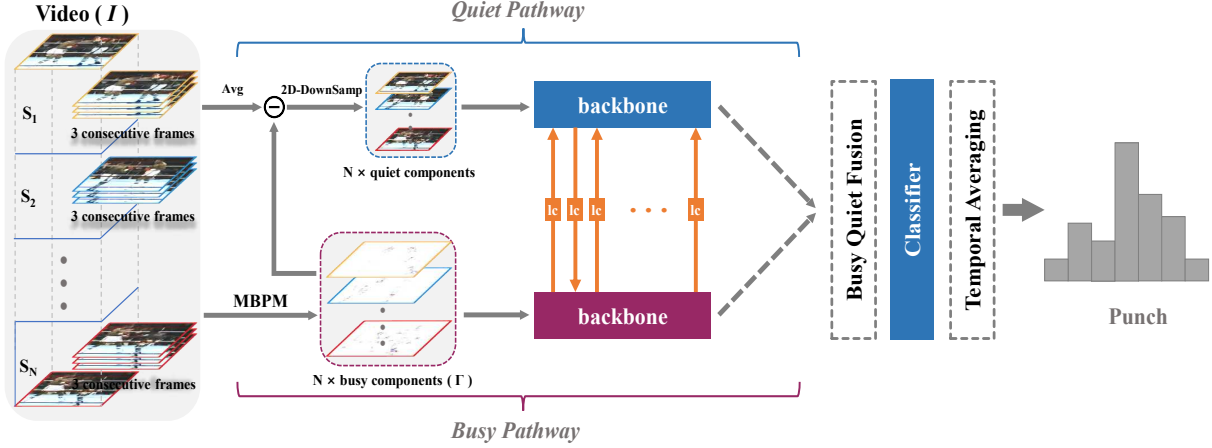 Video ( I )
Quiet Pathway
S1
3 consecutive frames
S2
3 consecutive frames
SN
3 consecutive frames
Avg
2D-DownSamp
N × quiet components
backbone
lc
lc
lc
lc
MBPM
backbone
N × busy components ( Γ )
Busy Pathway
Busy Quiet Fusion
Classifier
Temporal Averaging
Punch